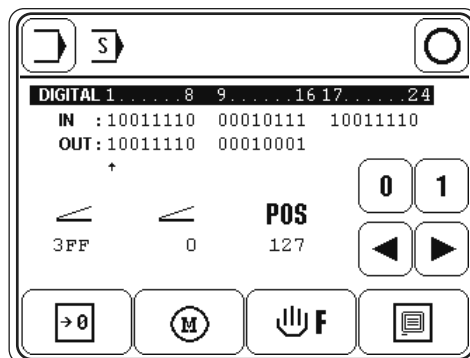 S
DIGITAL 1......8 9......16 17......24
IN :10011110 00010111 10011110
OUT:10011110 00010001
↑
0 1
POS
3FF 0 127
→0 M F